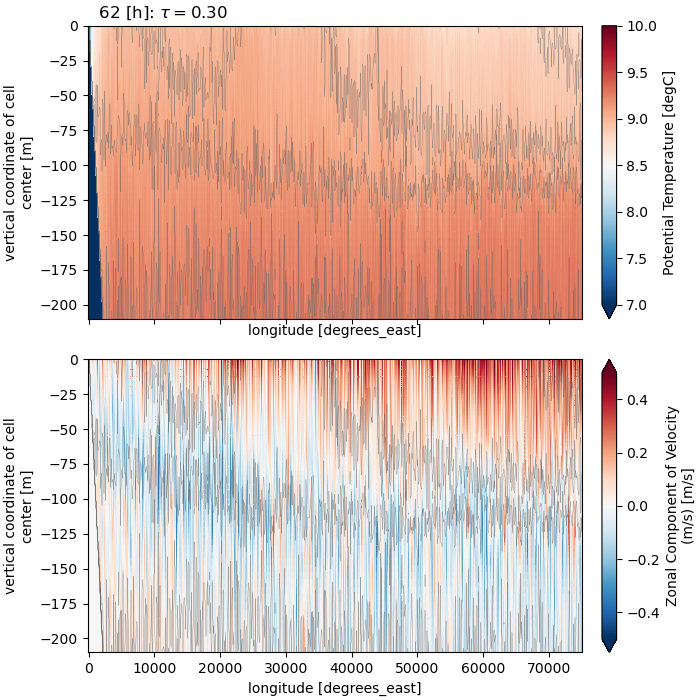 62 [h]: τ = 0.30
0
−25
−50
−75
−100
−125
−150
−175
−200
vertical coordinate of cell
center [m]
longitude [degrees_east]
10.0
9.5
9.0
8.5
8.0
7.5
7.0
Potential Temperature [degC]
0
−25
−50
−75
−100
−125
−150
−175
−200
vertical coordinate of cell
center [m]
0 10000 20000 30000 40000 50000 60000 70000
longitude [degrees_east]
0.4
0.2
0.0
−0.2
−0.4
Zonal Component of Velocity
(m/s) [m/s]